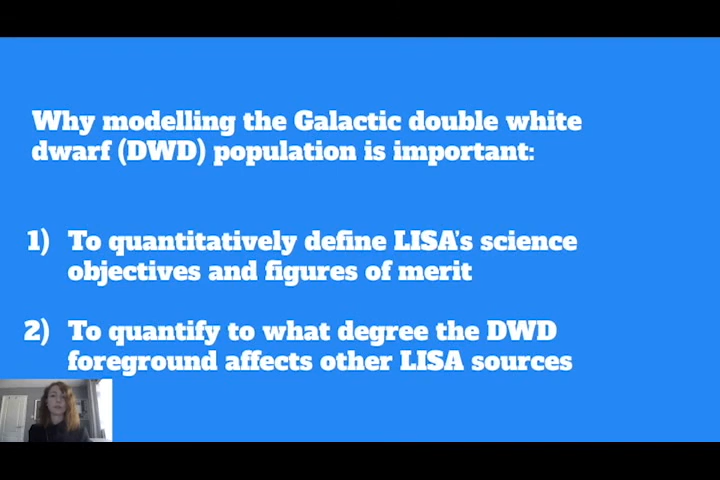 Why modelling the Galactic double white
dwarf (DWD) population is important:
1) To quantitatively define LISA's science
objectives and figures of merit
2) To quantify to what degree the DWD
foreground affects other LISA sources